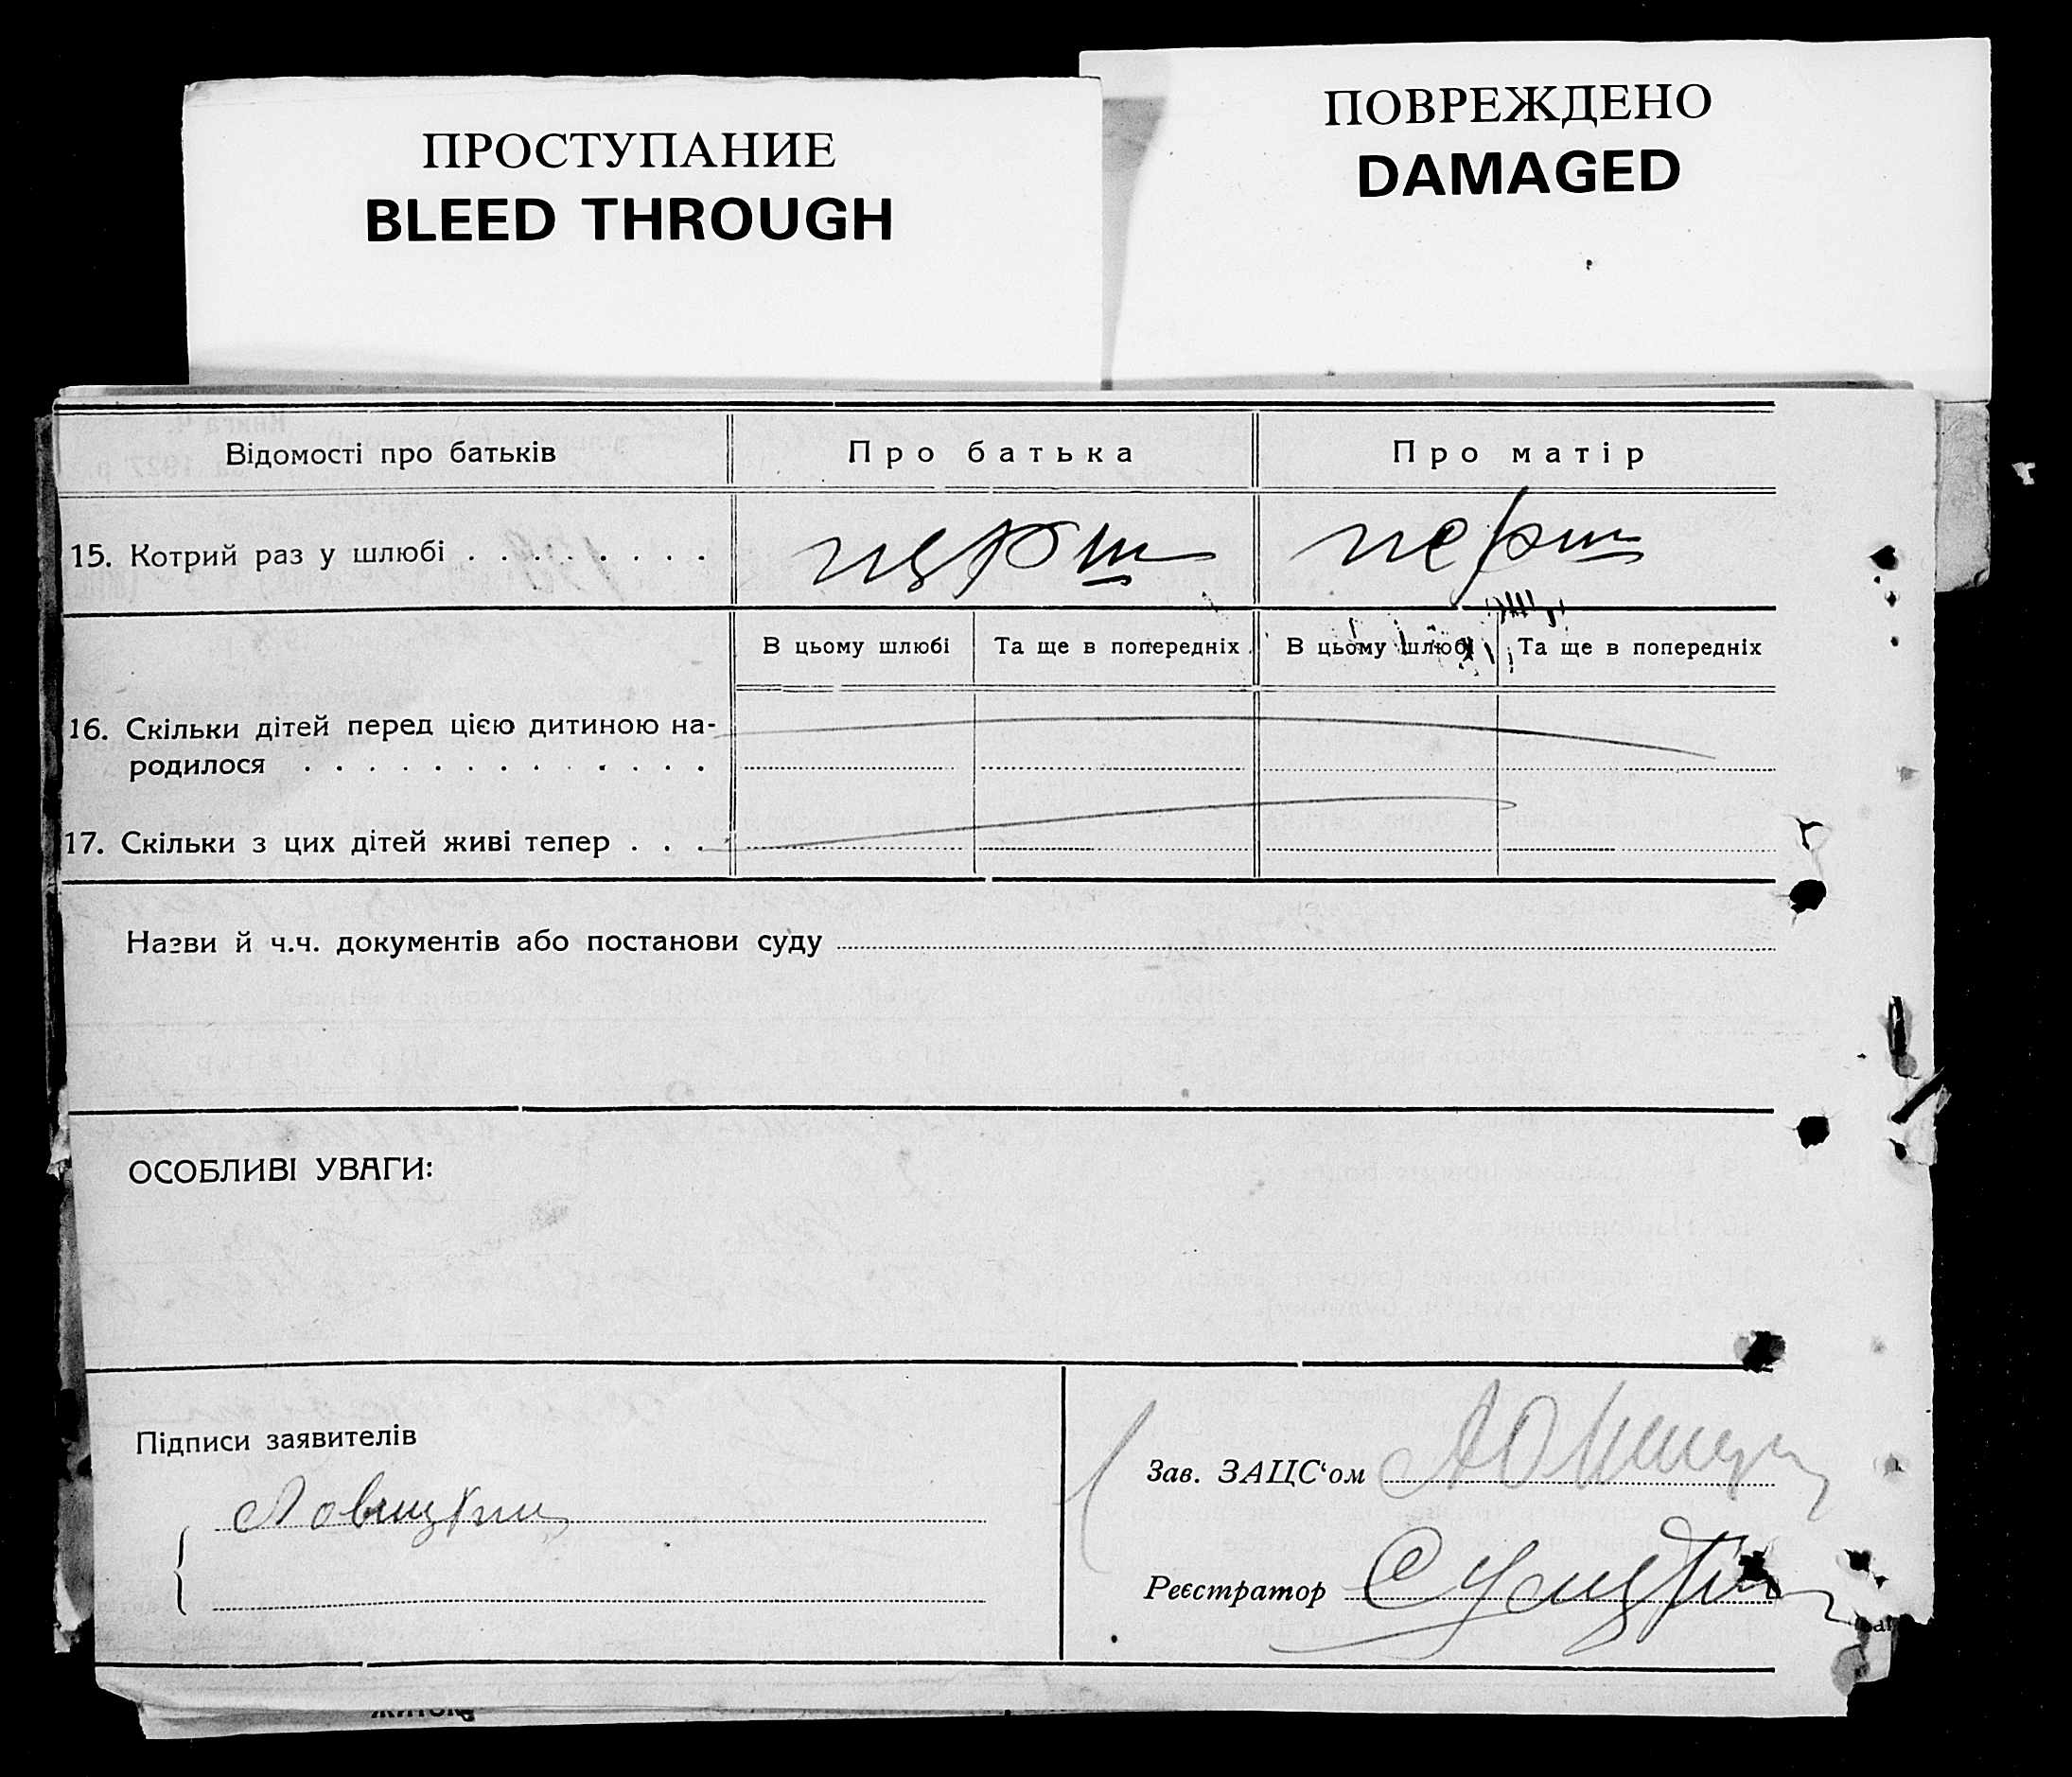 ПРОСТУПАНИЕ
BLEED THROUGH
ПОВРЕЖДЕНО
DAMAGED
Відомості про батьків
Про батька
Про матір
15. Котрий раз у шлюбі . . . . . . . .
перш
перш
В цьому шлюбі
Та ще в попередніх
В цьому шлюбі
Та ще в попередніх
16. Скільки дітей перед цією дитиною на-
родилося . . . . . . . . . . . . .
17. Скільки з цих дітей живі тепер . . .
Назви й ч.ч. документів або постанови суду
ОСОБЛИВІ УВАГИ:
Підписи заявителів
Зав. ЗАЦС‘ом
Реєстратор